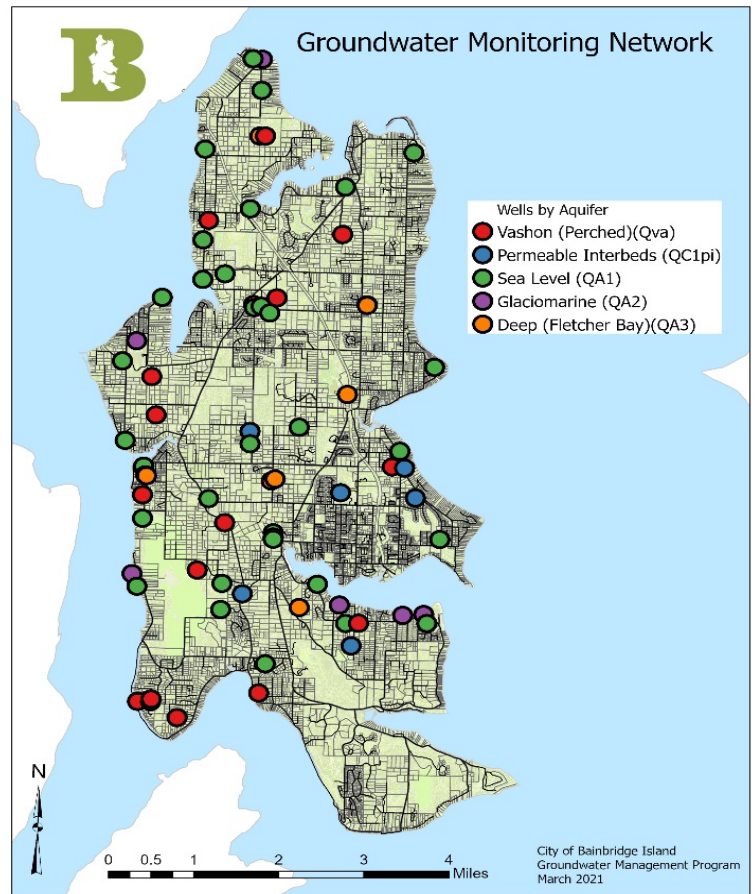 B
Groundwater Monitoring Network
Wells by Aquifer
Vashon (Perched)(Qva)
Permeable Interbeds (QC1pi)
Sea Level (QA1)
Glaciomarine (QA2)
Deep (Fletcher Bay)(QA3)
N
0 0.5 1 2 3 4
Miles
City of Bainbridge Island
Groundwater Management Program
March 2021